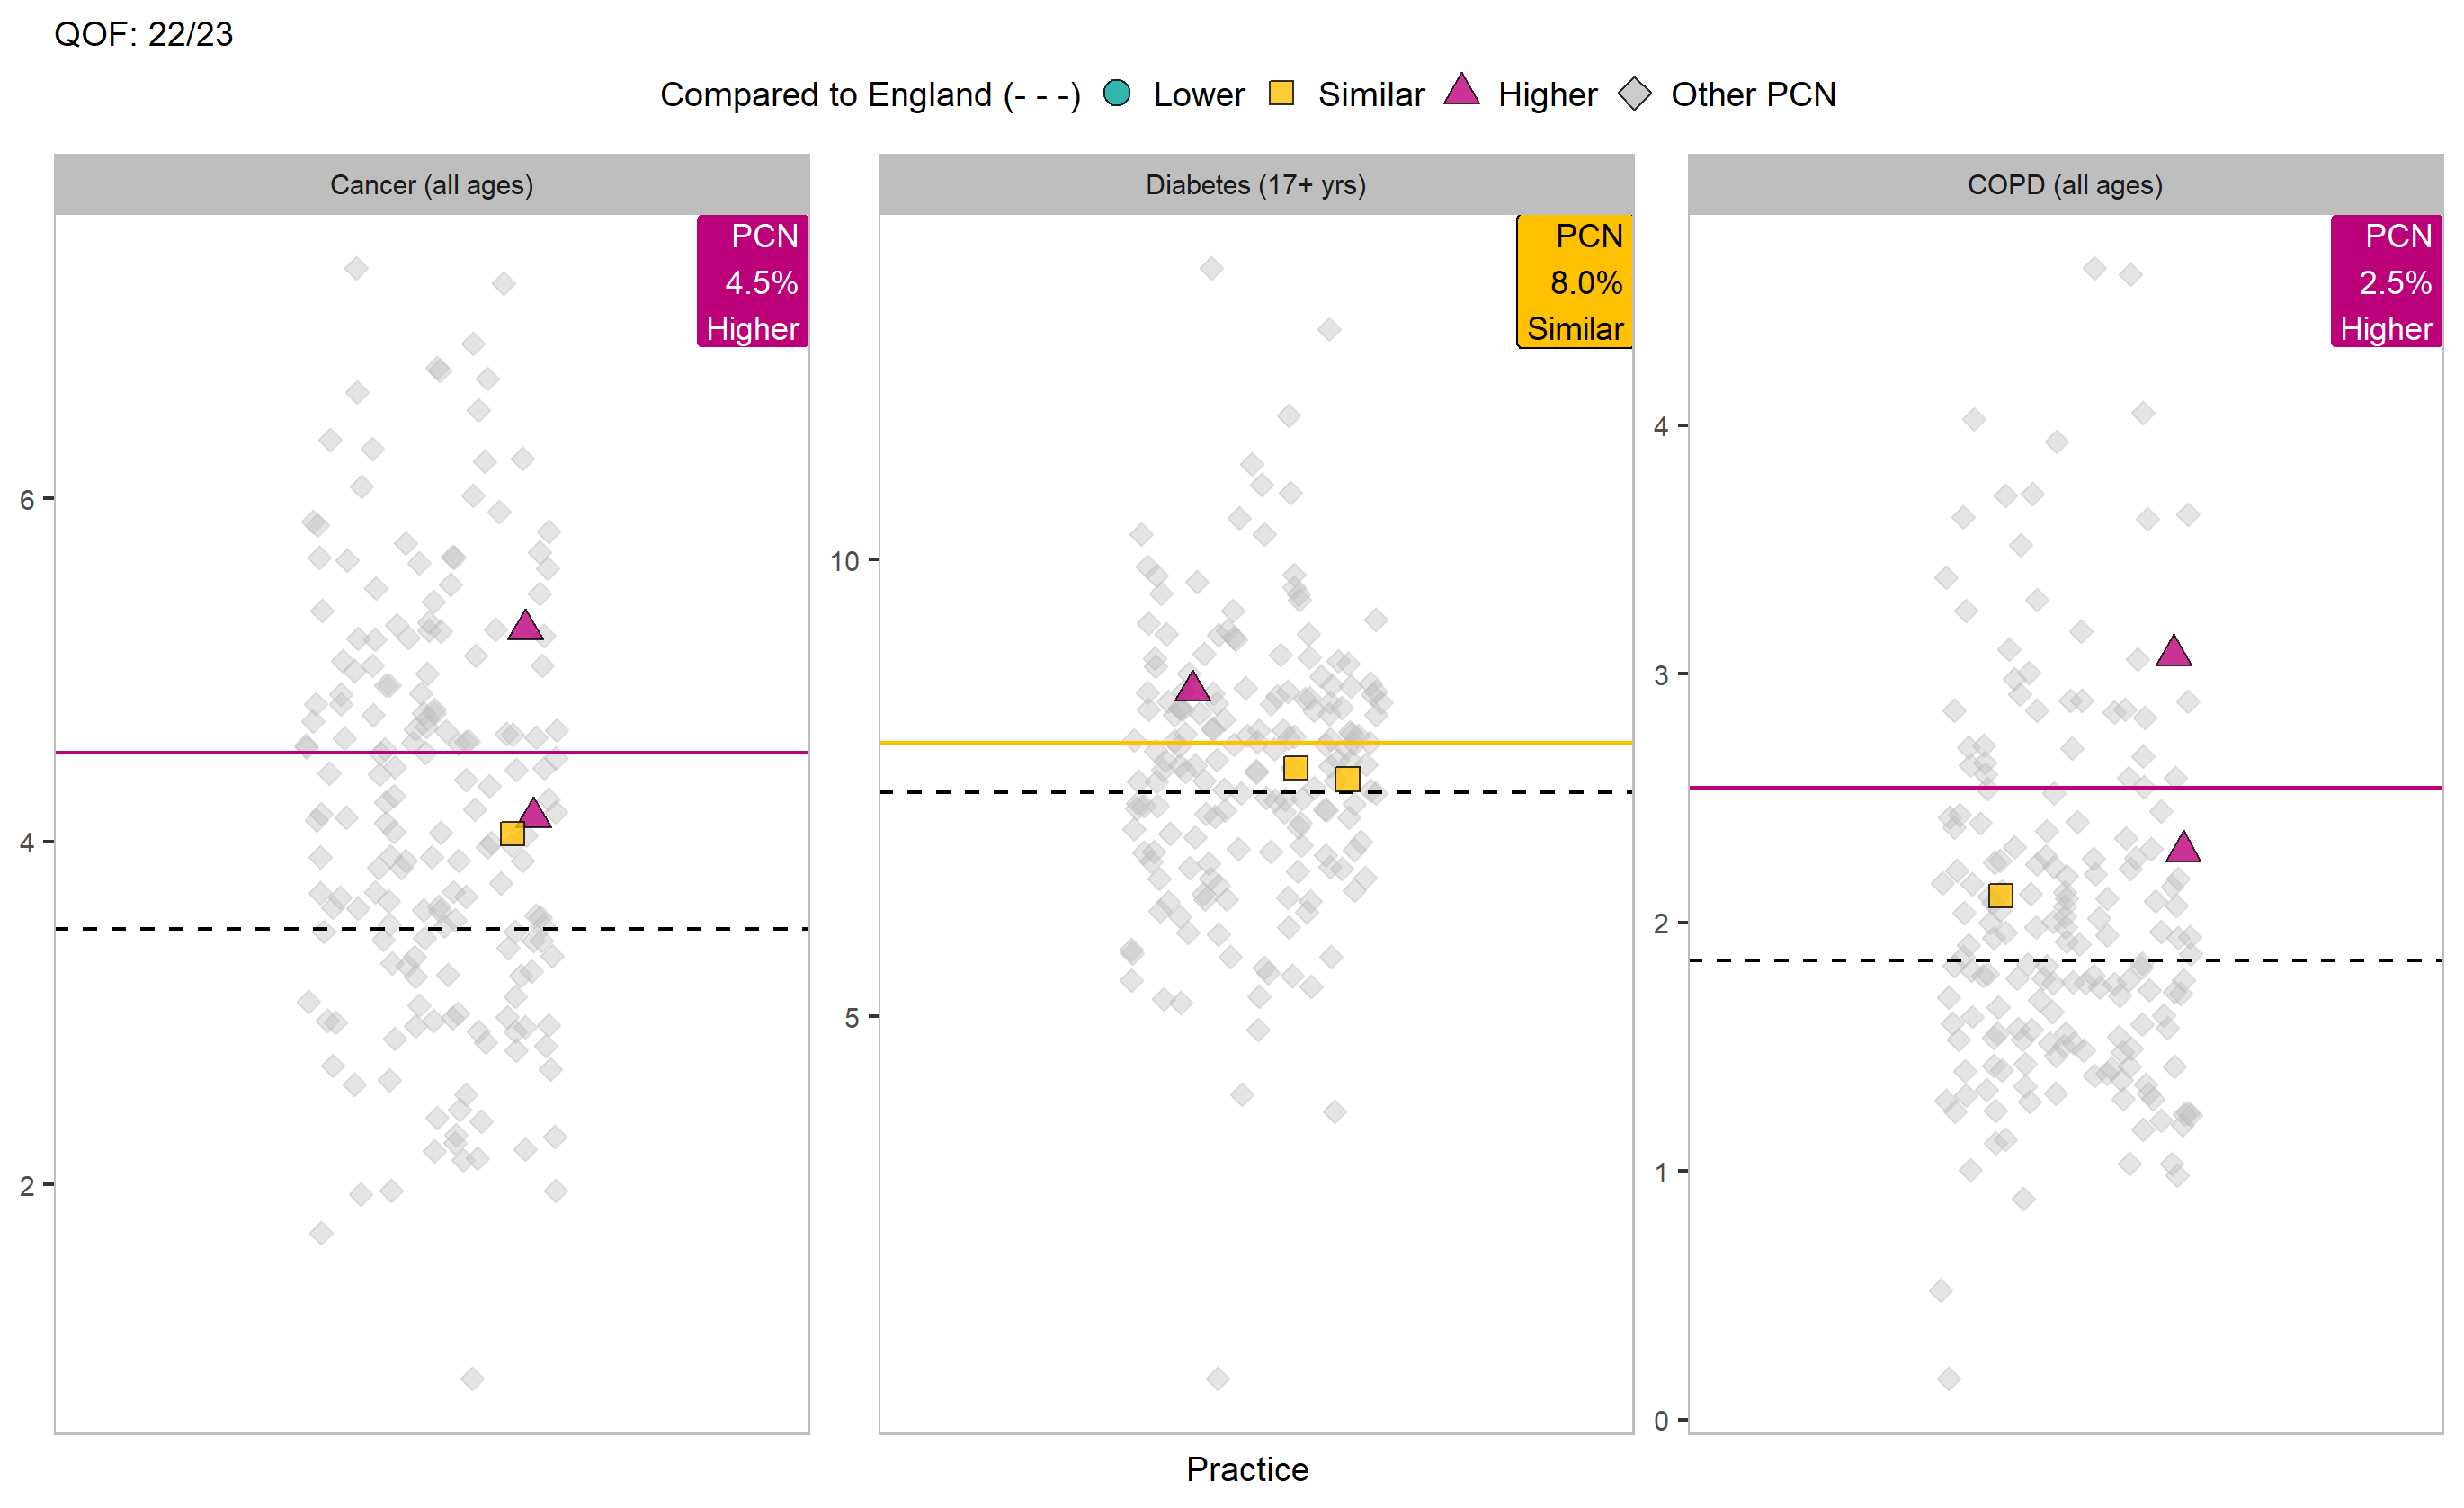 QOF: 22/23
Compared to England (- - -) Lower Similar Higher Other PCN
Cancer (all ages)
PCN
4.5%
Higher
6
4
2
Diabetes (17+ yrs)
PCN
8.0%
Similar
10
5
COPD (all ages)
PCN
2.5%
Higher
4
3
2
1
0
Practice